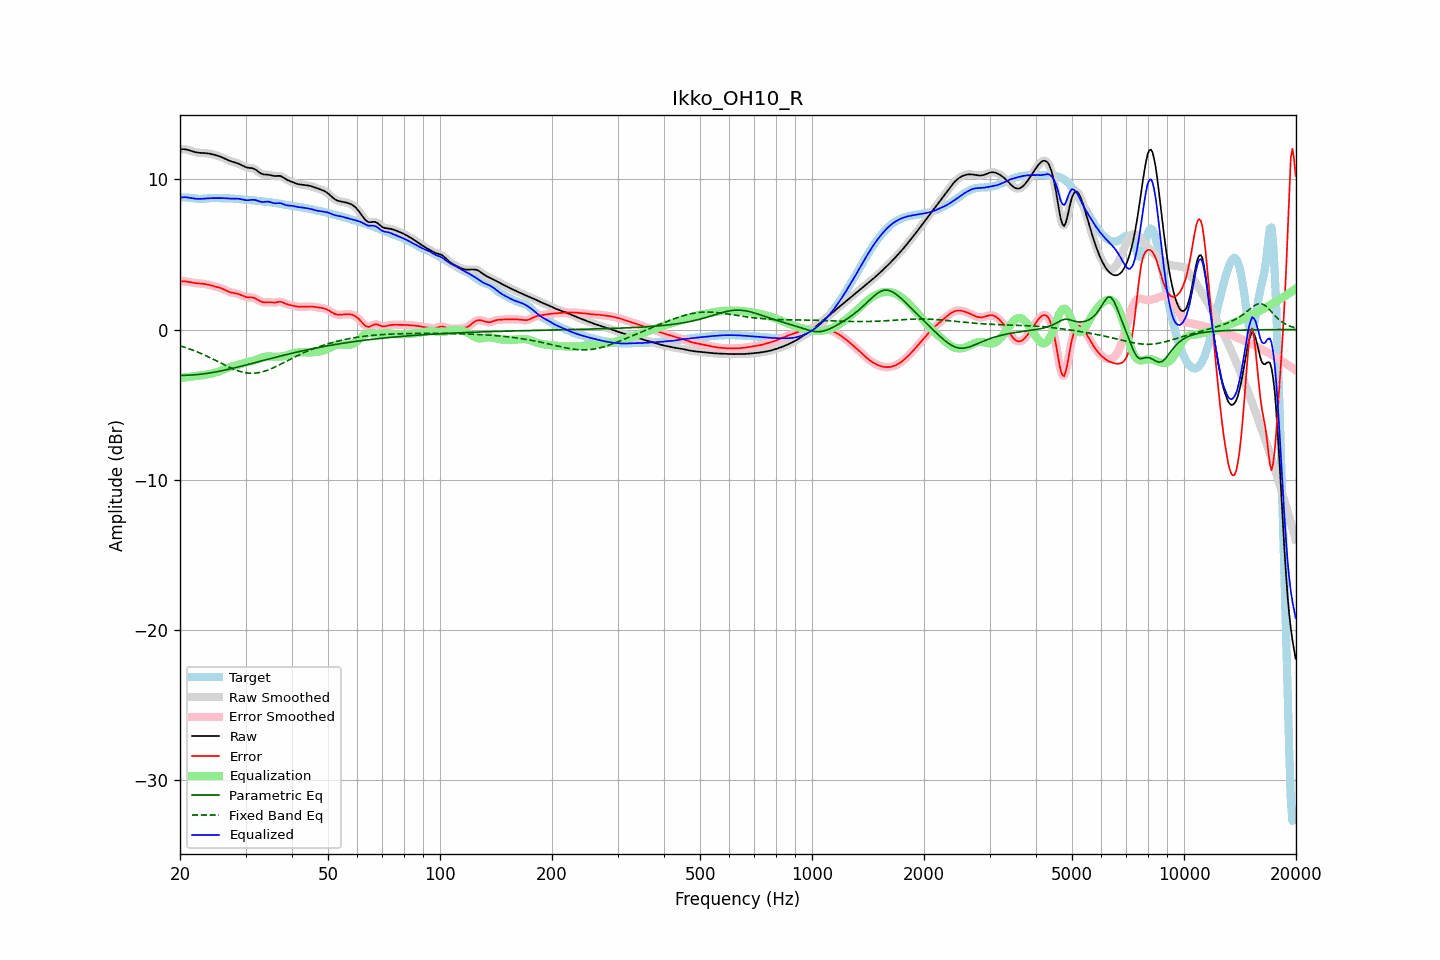 Ikko_OH10_R
10
0
−10
−20
−30
Amplitude (dBr)
Target
Raw Smoothed
Error Smoothed
Raw
Error
Equalization
Parametric Eq
Fixed Band Eq
Equalized
20 50 100 200 500 1000 2000 5000 10000 20000
Frequency (Hz)